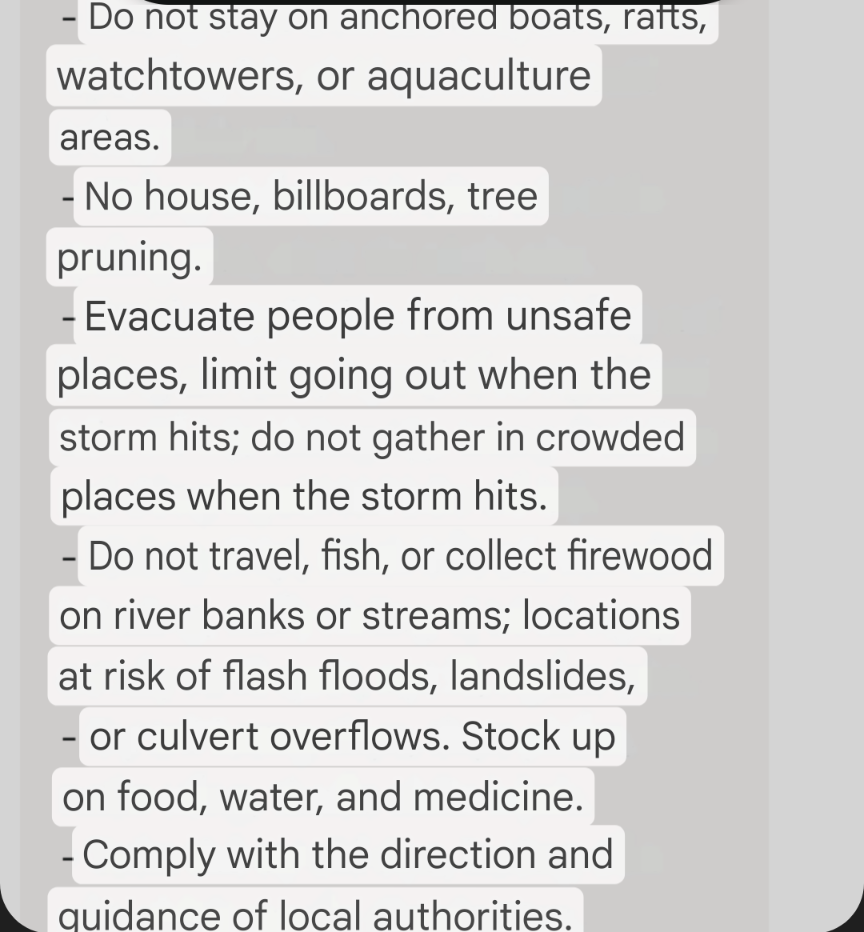 - Do not stay on anchored boats, rafts,
watchtowers, or aquaculture
areas.
- No house, billboards, tree
pruning.
- Evacuate people from unsafe
places, limit going out when the
storm hits; do not gather in crowded
places when the storm hits.
- Do not travel, fish, or collect firewood
on river banks or streams; locations
at risk of flash floods, landslides,
- or culvert overflows. Stock up
on food, water, and medicine.
- Comply with the direction and
guidance of local authorities.